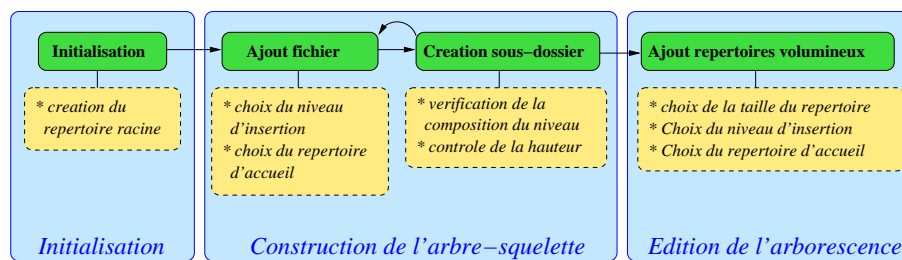 Initialisation
* creation du
repertoire racine
Initialisation
Ajout fichier
* choix du niveau
d'insertion
* choix du repertoire
d'accueil
Creation sous−dossier
* verification de la
composition du niveau
* controle de la hauteur
Construction de l'arbre−squelette
Ajout repertoires volumineux
* choix de la taille du repertoire
* Choix du niveau d'insertion
* Choix du repertoire d'accueil
Edition de l'arborescence